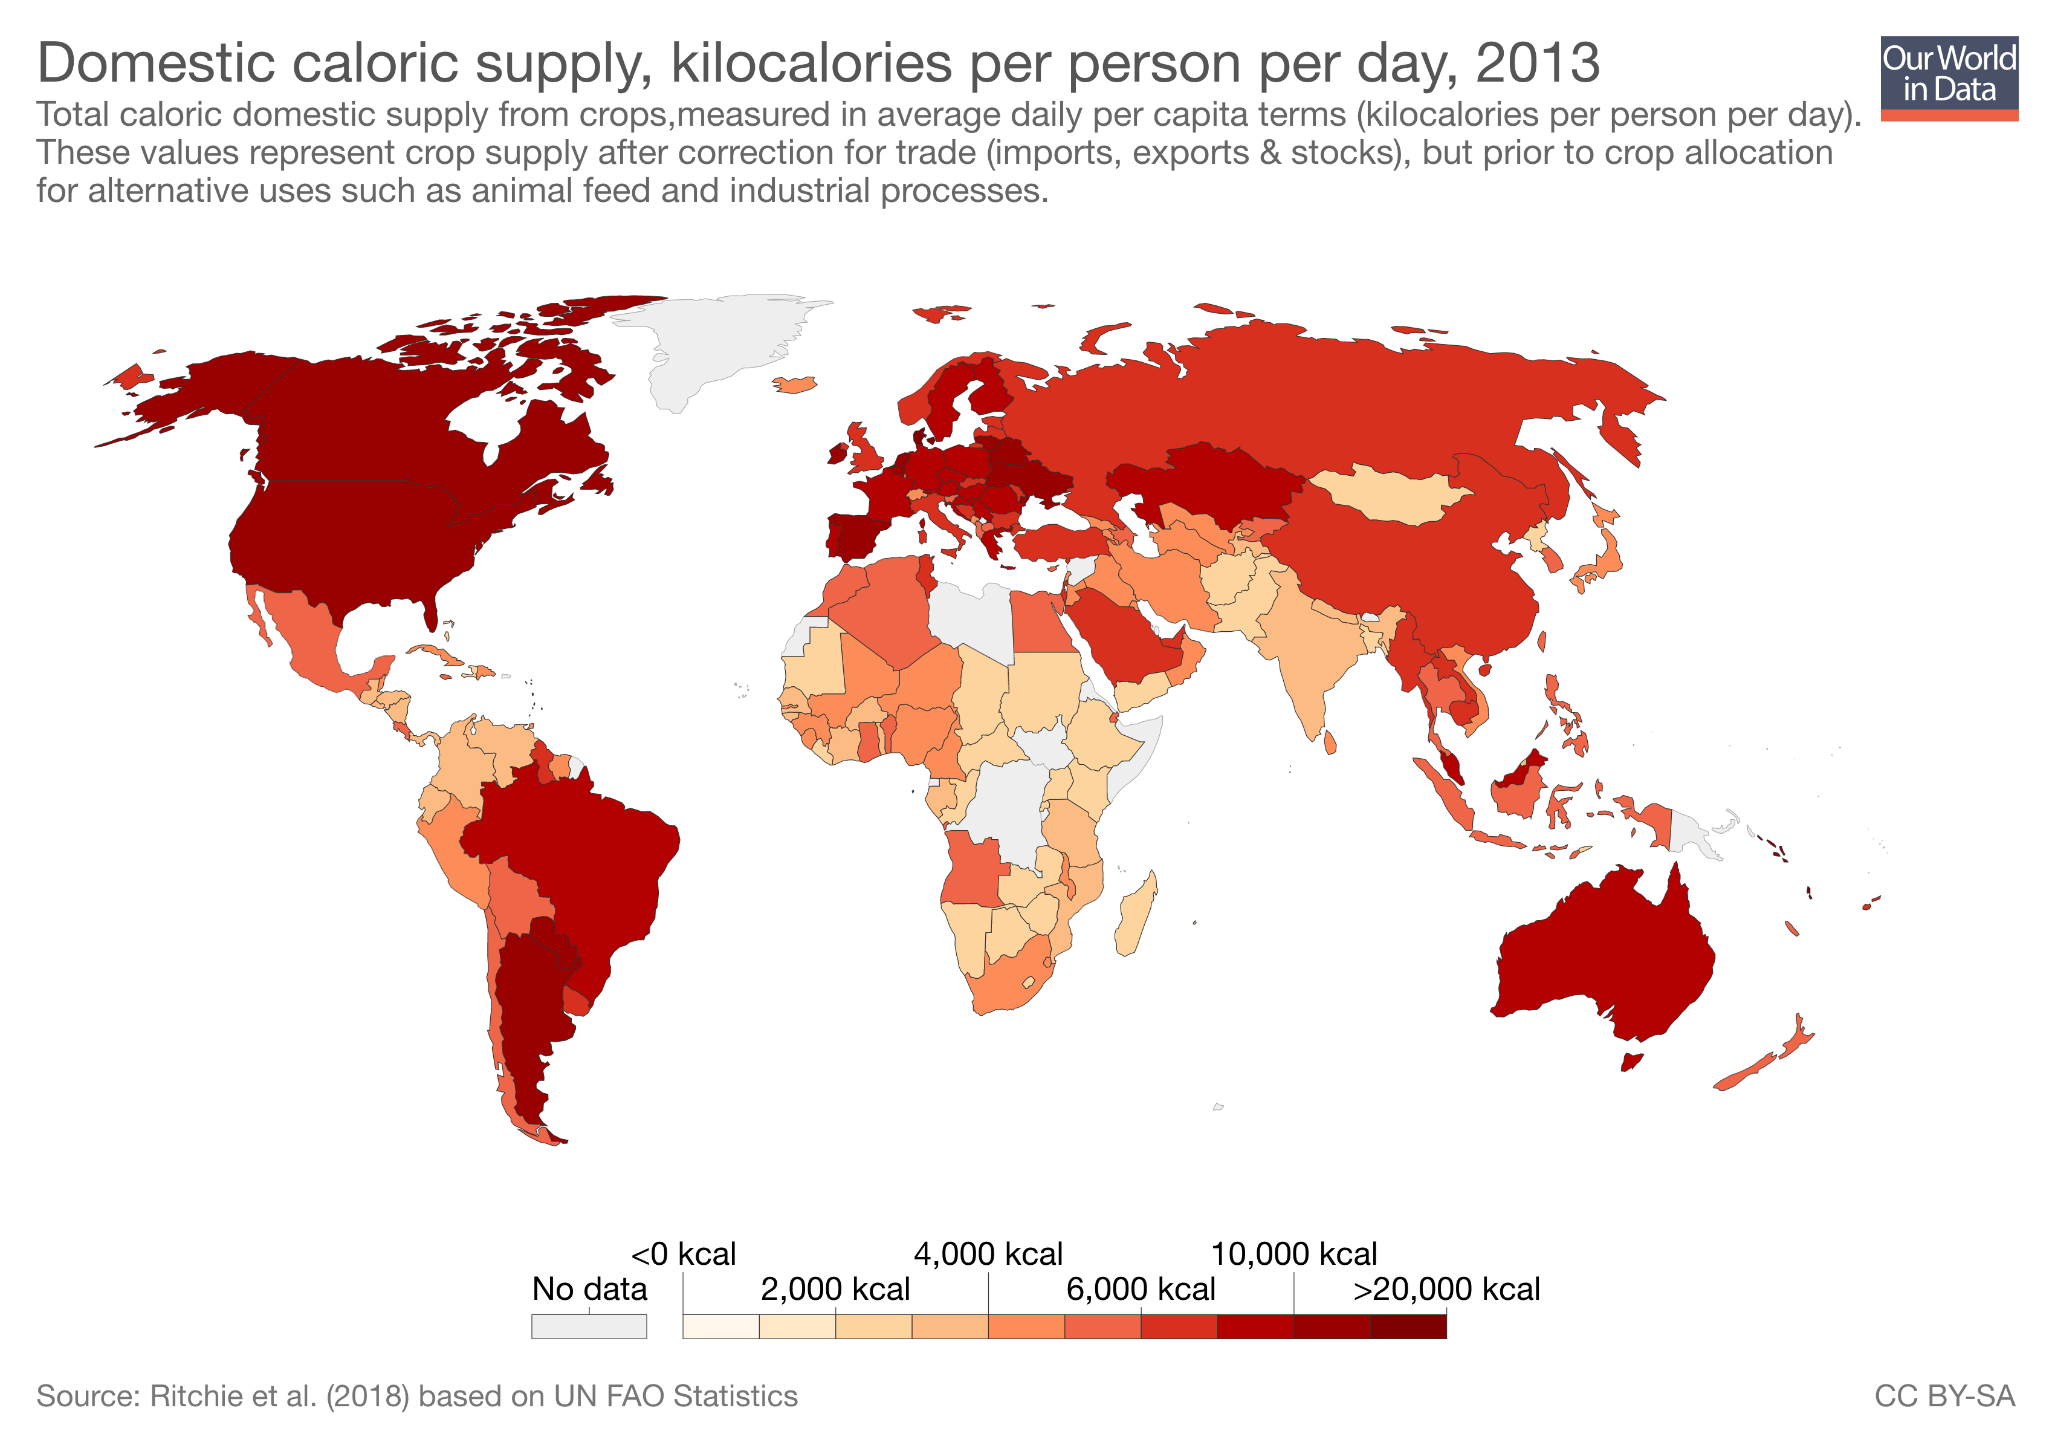 Domestic caloric supply, kilocalories per person per day, 2013
Our World
in Data
Total caloric domestic supply from crops,measured in average daily per capita terms (kilocalories per person per day).
These values represent crop supply after correction for trade (imports, exports & stocks), but prior to crop allocation
for alternative uses such as animal feed and industrial processes.
<0 kcal 4,000 kcal 10,000 kcal
No data 2,000 kcal 6,000 kcal >20,000 kcal
Source: Ritchie et al. (2018) based on UN FAO Statistics CC BY-SA